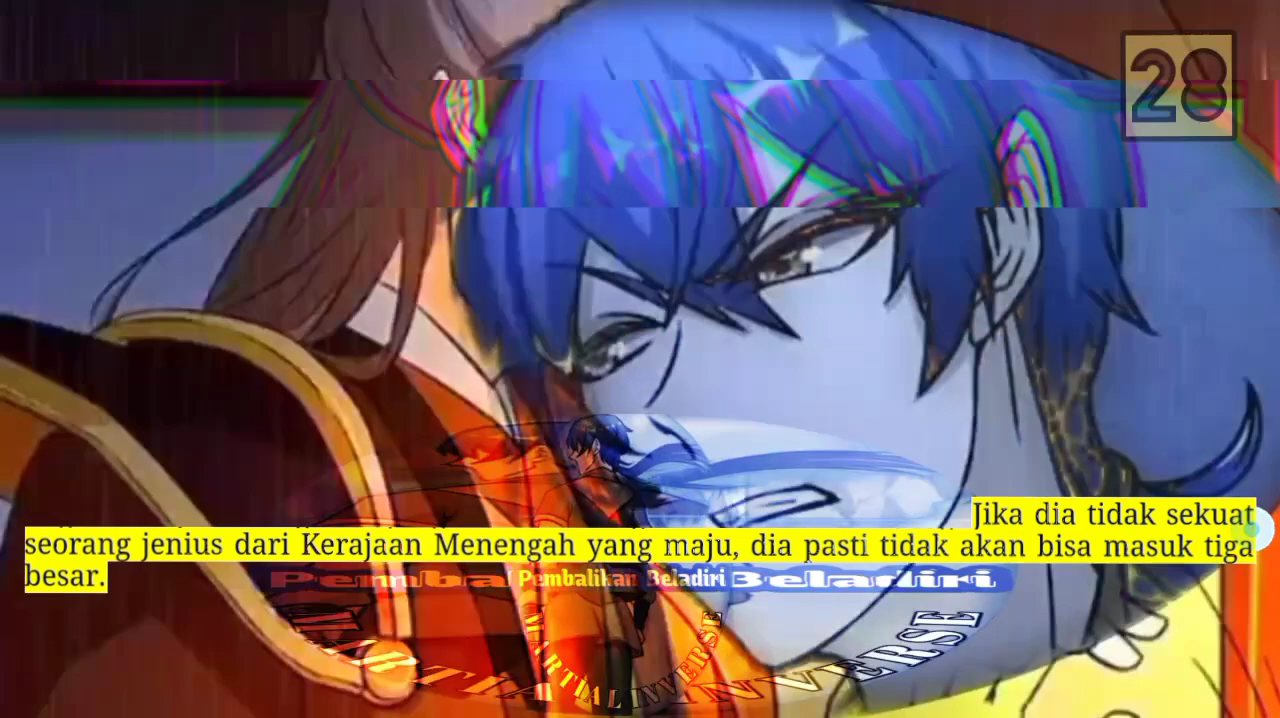 28
Jika dia tidak sekuat
seorang jenius dari Kerajaan Menengah yang maju, dia pasti tidak akan bisa masuk tiga
besar.
Pembalikan Beladiri
MARTIAL INVERSE